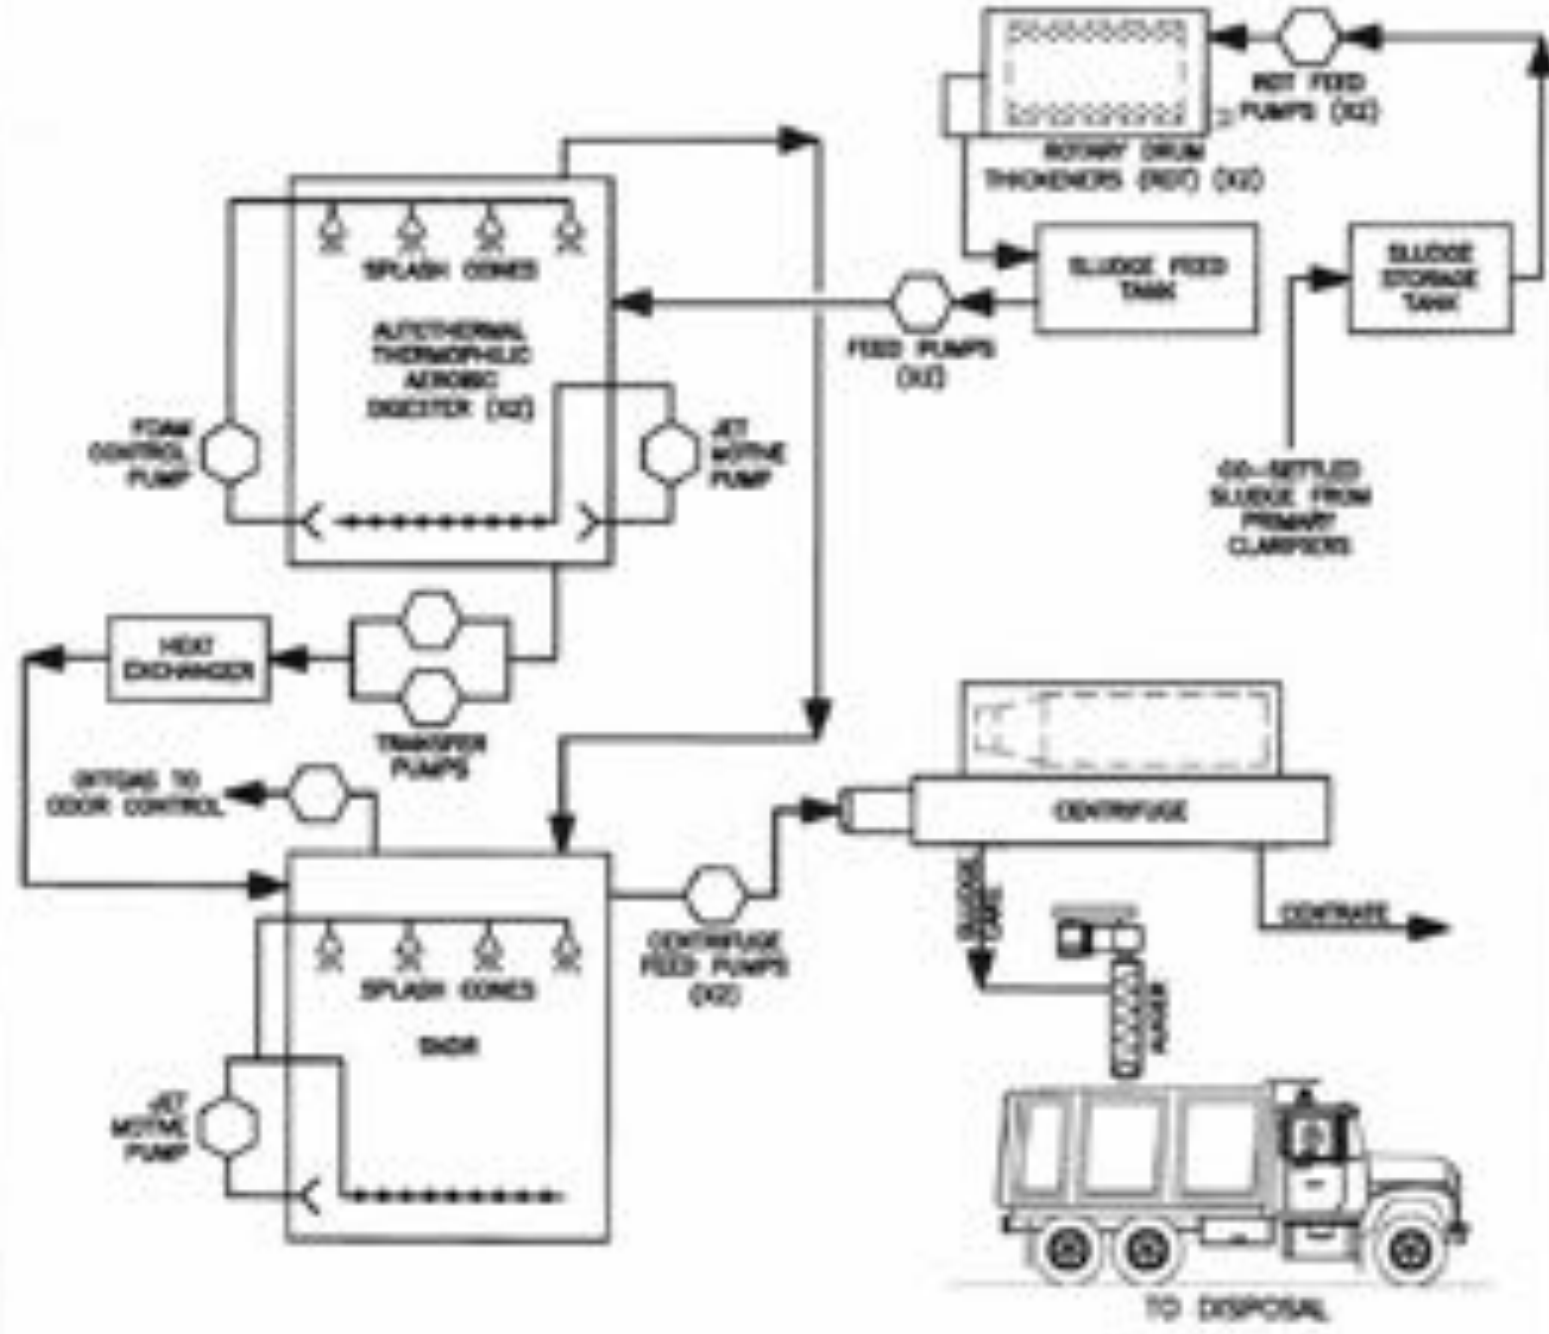 RDT FEED
PUMPS (X2)
ROTARY DRUM
THICKENERS (RDT) (X2)
SPLASH CONES
SLUDGE FEED
TANK
SLUDGE
STORAGE
TANK
AUTOTHERMAL
THERMOPHILIC
AEROBIC
DIGESTER (X2)
FEED PUMPS
(X2)
FOAM
CONTROL
PUMP
JET
MOTIVE
PUMP
CO-SETTLED
SLUDGE FROM
PRIMARY
CLARIFIERS
HEAT
EXCHANGER
TRANSFER
PUMPS
OFFGAS TO
ODOR CONTROL
CENTRIFUGE
SLUDGE
CAKE
CENTRATE
CENTRIFUGE
FEED PUMPS
(X2)
SPLASH CONES
SNDR
AUGER
JET
MOTIVE
PUMP
TO DISPOSAL